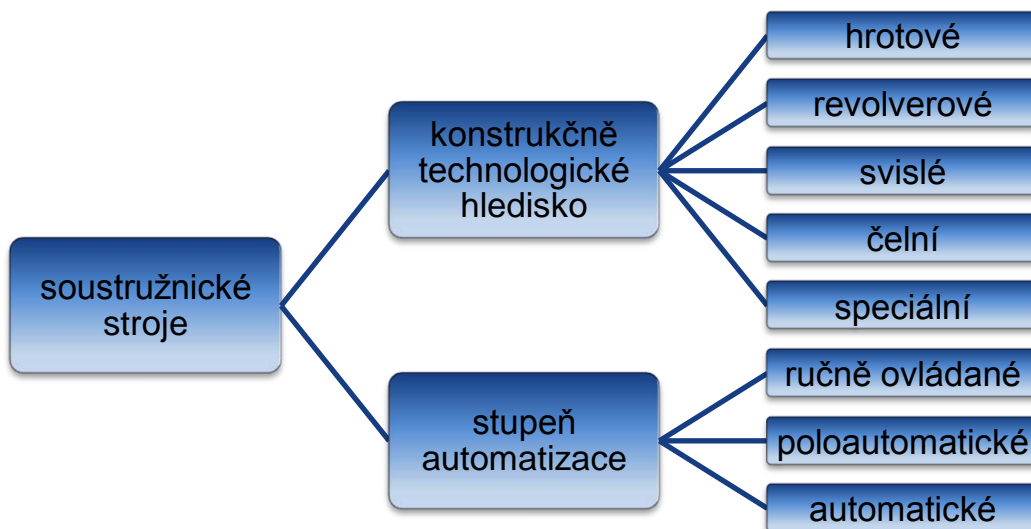 soustružnické
stroje
konstrukčně
technologické
hledisko
hrotové
revolverové
svislé
čelní
speciální
stupeň
automatizace
ručně ovládané
poloautomatické
automatické